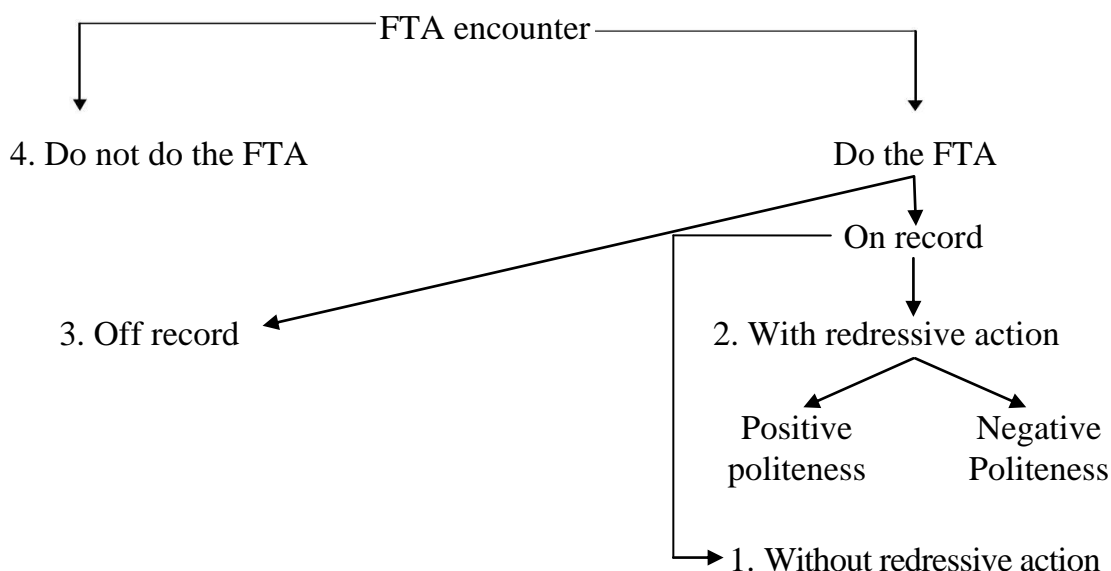 FTA encounter
4. Do not do the FTA
Do the FTA
On record
3. Off record
2. With redressive action
Positive
politeness
Negative
Politeness
1. Without redressive action